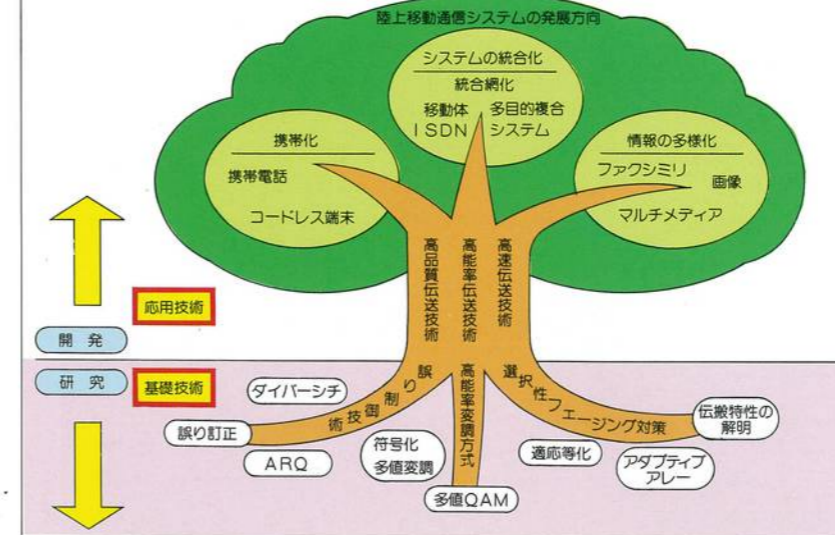 陸上移動通信システムの発展方向
システムの統合化
統合網化
移動体 多目的複合
ISDN システム
携帯化
携帯電話
コードレス端末
情報の多様化
ファクシミリ
画像
マルチメディア
高品質伝送技術
高能率伝送技術
高速伝送技術
応用技術
開発
研究
基礎技術
ダイバーシチ
誤り制御技術
誤り訂正
ARQ
符号化
多値変調
高能率変調方式
多値QAM
選択性フェージング対策
適応等化
アダプティブ
アレー
伝搬特性の
解明